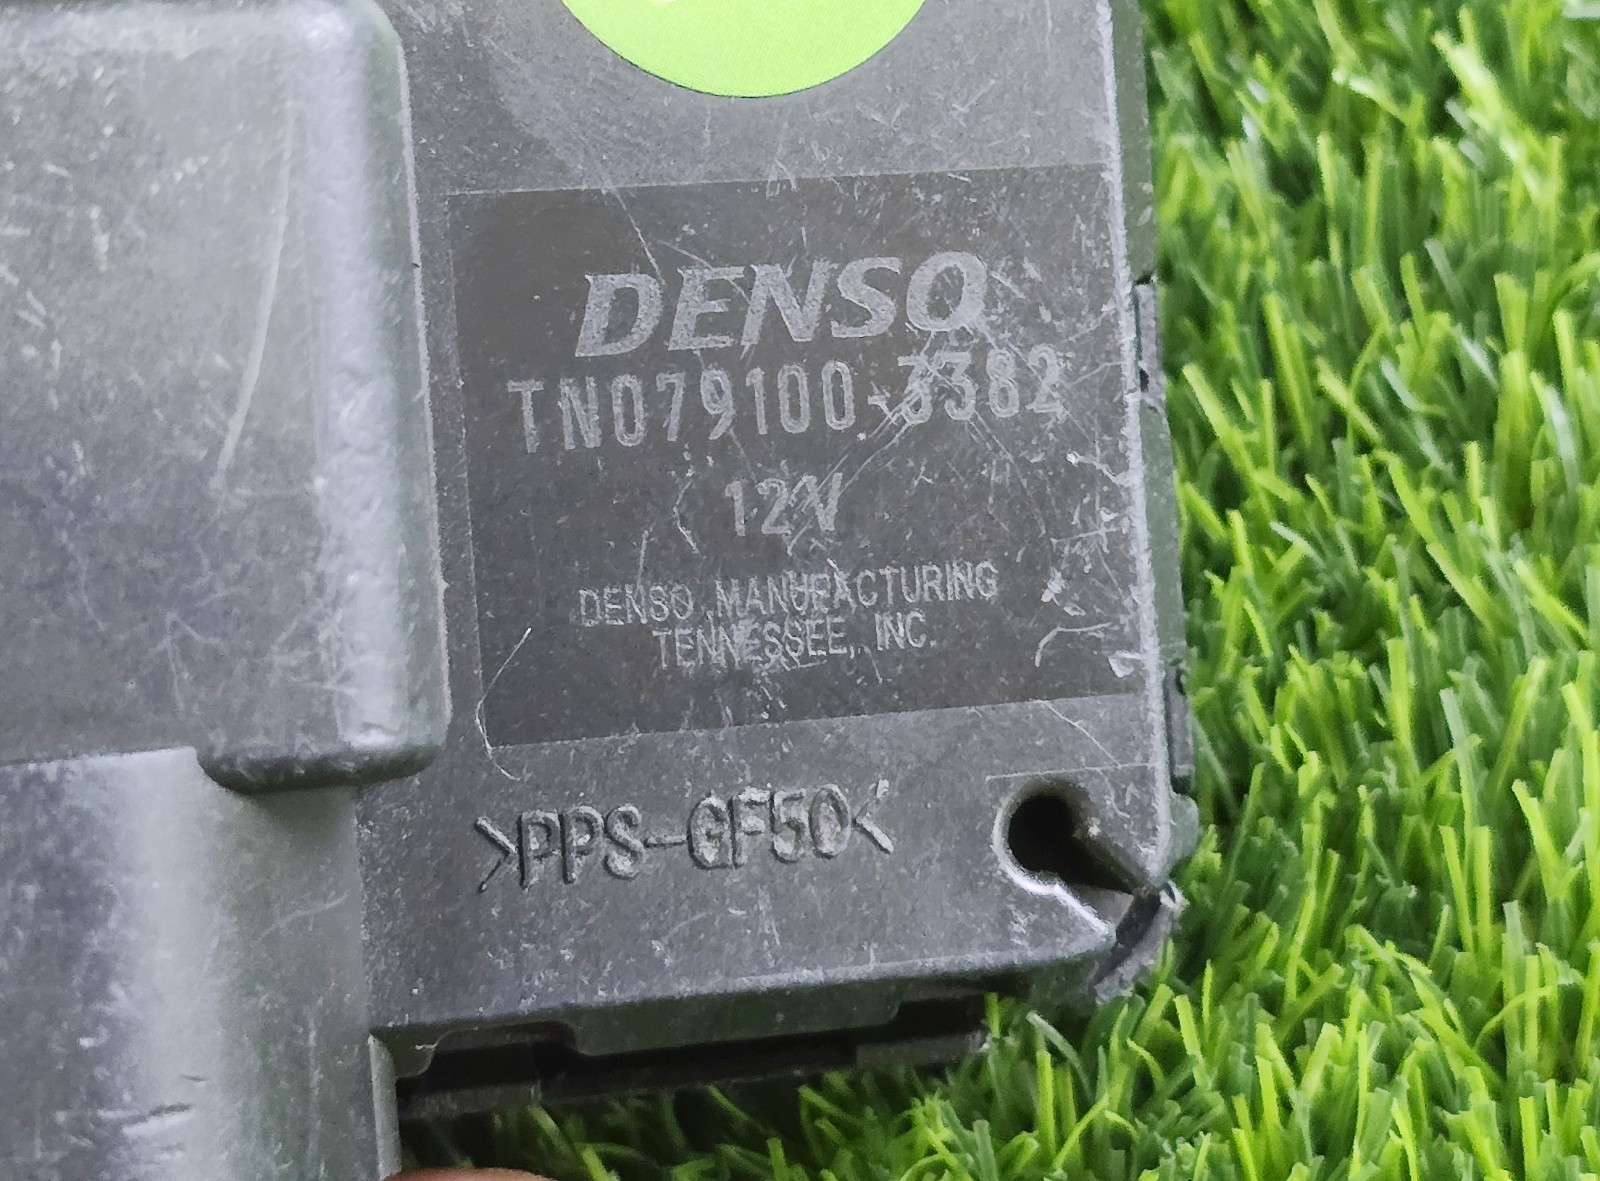 DENSO
TN079100-3382
12V
DENSO MANUFACTURING
TENNESSEE, INC.
>PPS-GF50<